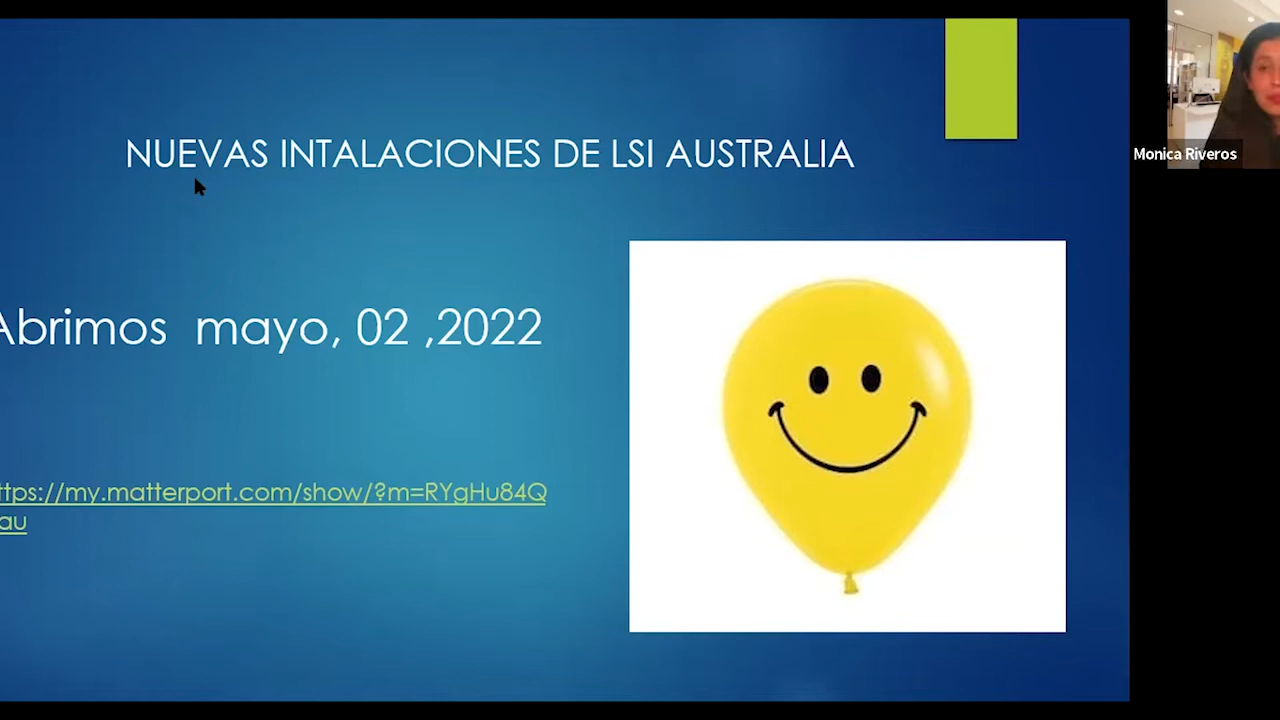 NUEVAS INTALACIONES DE LSI AUSTRALIA
Monica Riveros
Abrimos mayo, 02 ,2022
ttps://my.matterport.com/show/?m=RYgHu84Q
au